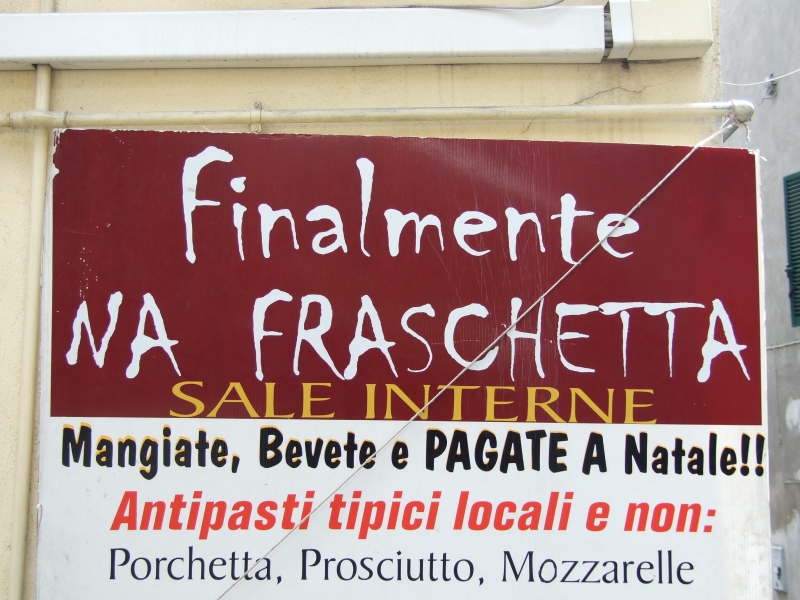 Finalmente
NA FRASCHETTA
SALE INTERNE
Mangiate, Bevete e PAGATE A Natale!!
Antipasti tipici locali e non:
Porchetta, Prosciutto, Mozzarelle